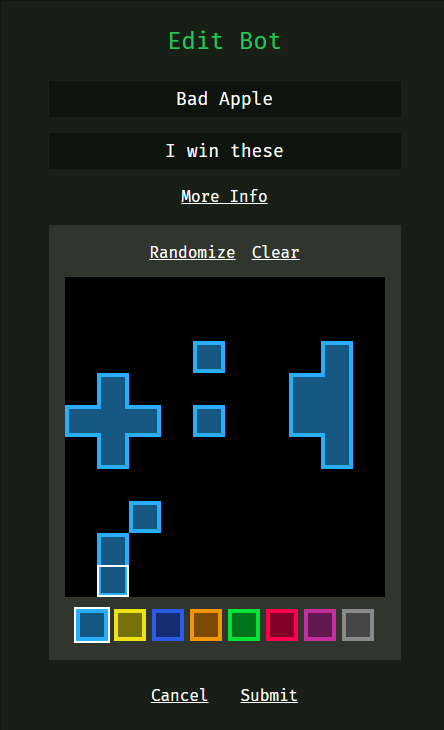 Edit Bot
Bad Apple
I win these
More Info
Randomize Clear
Cancel Submit